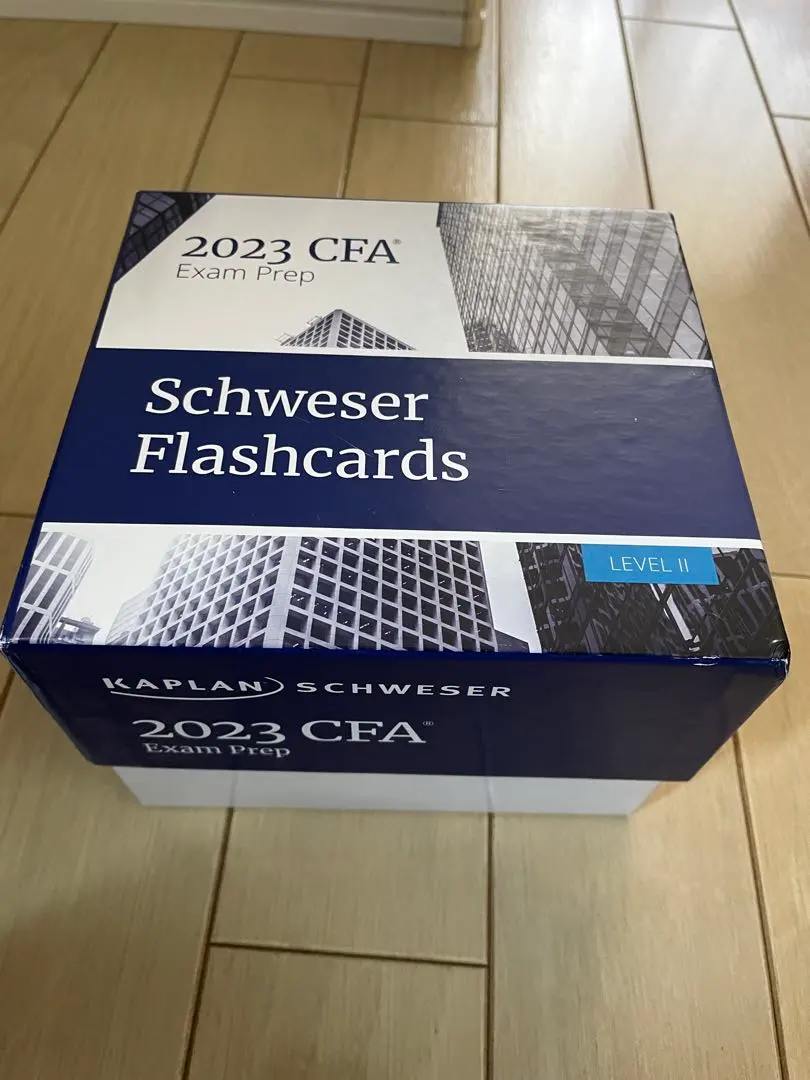 2023 CFA®
Exam Prep
Schweser
Flashcards
LEVEL II
KAPLAN SCHWESER
2023 CFA®
Exam Prep